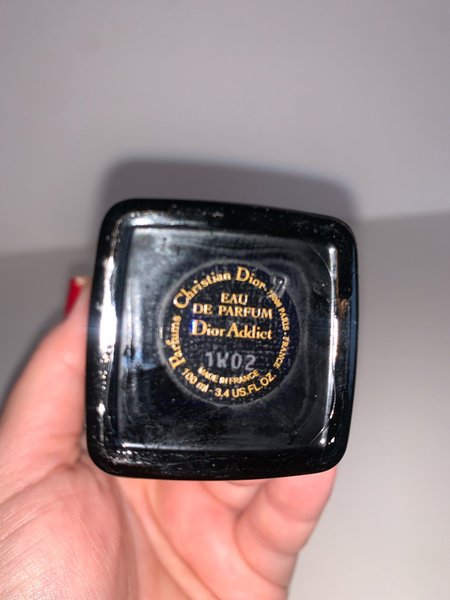 Parfums Christian Dior
PARIS - FRANCE
EAU
DE PARFUM
Dior Addict
1W02
MADE IN FRANCE
100 ml - 3.4 US.FL.OZ.